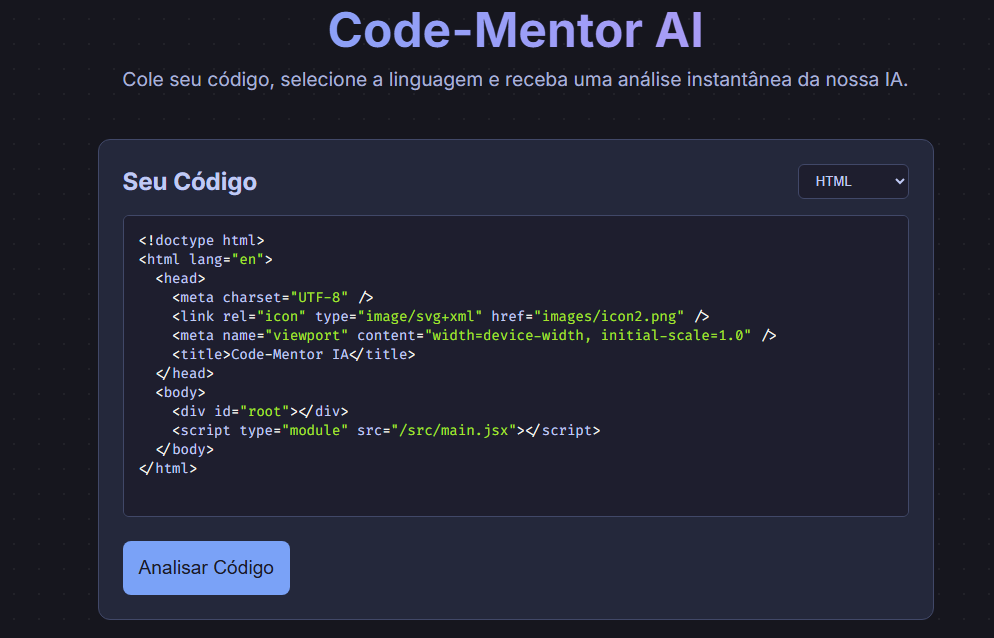 Code-Mentor AI
Cole seu código, selecione a linguagem e receba uma análise instantânea da nossa IA.
Seu Código
HTML
<!doctype html>
<html lang="en">
  <head>
    <meta charset="UTF-8" />
    <link rel="icon" type="image/svg+xml" href="images/icon2.png" />
    <meta name="viewport" content="width=device-width, initial-scale=1.0" />
    <title>Code-Mentor IA</title>
  </head>
  <body>
    <div id="root"></div>
    <script type="module" src="/src/main.jsx"></script>
  </body>
</html>
Analisar Código